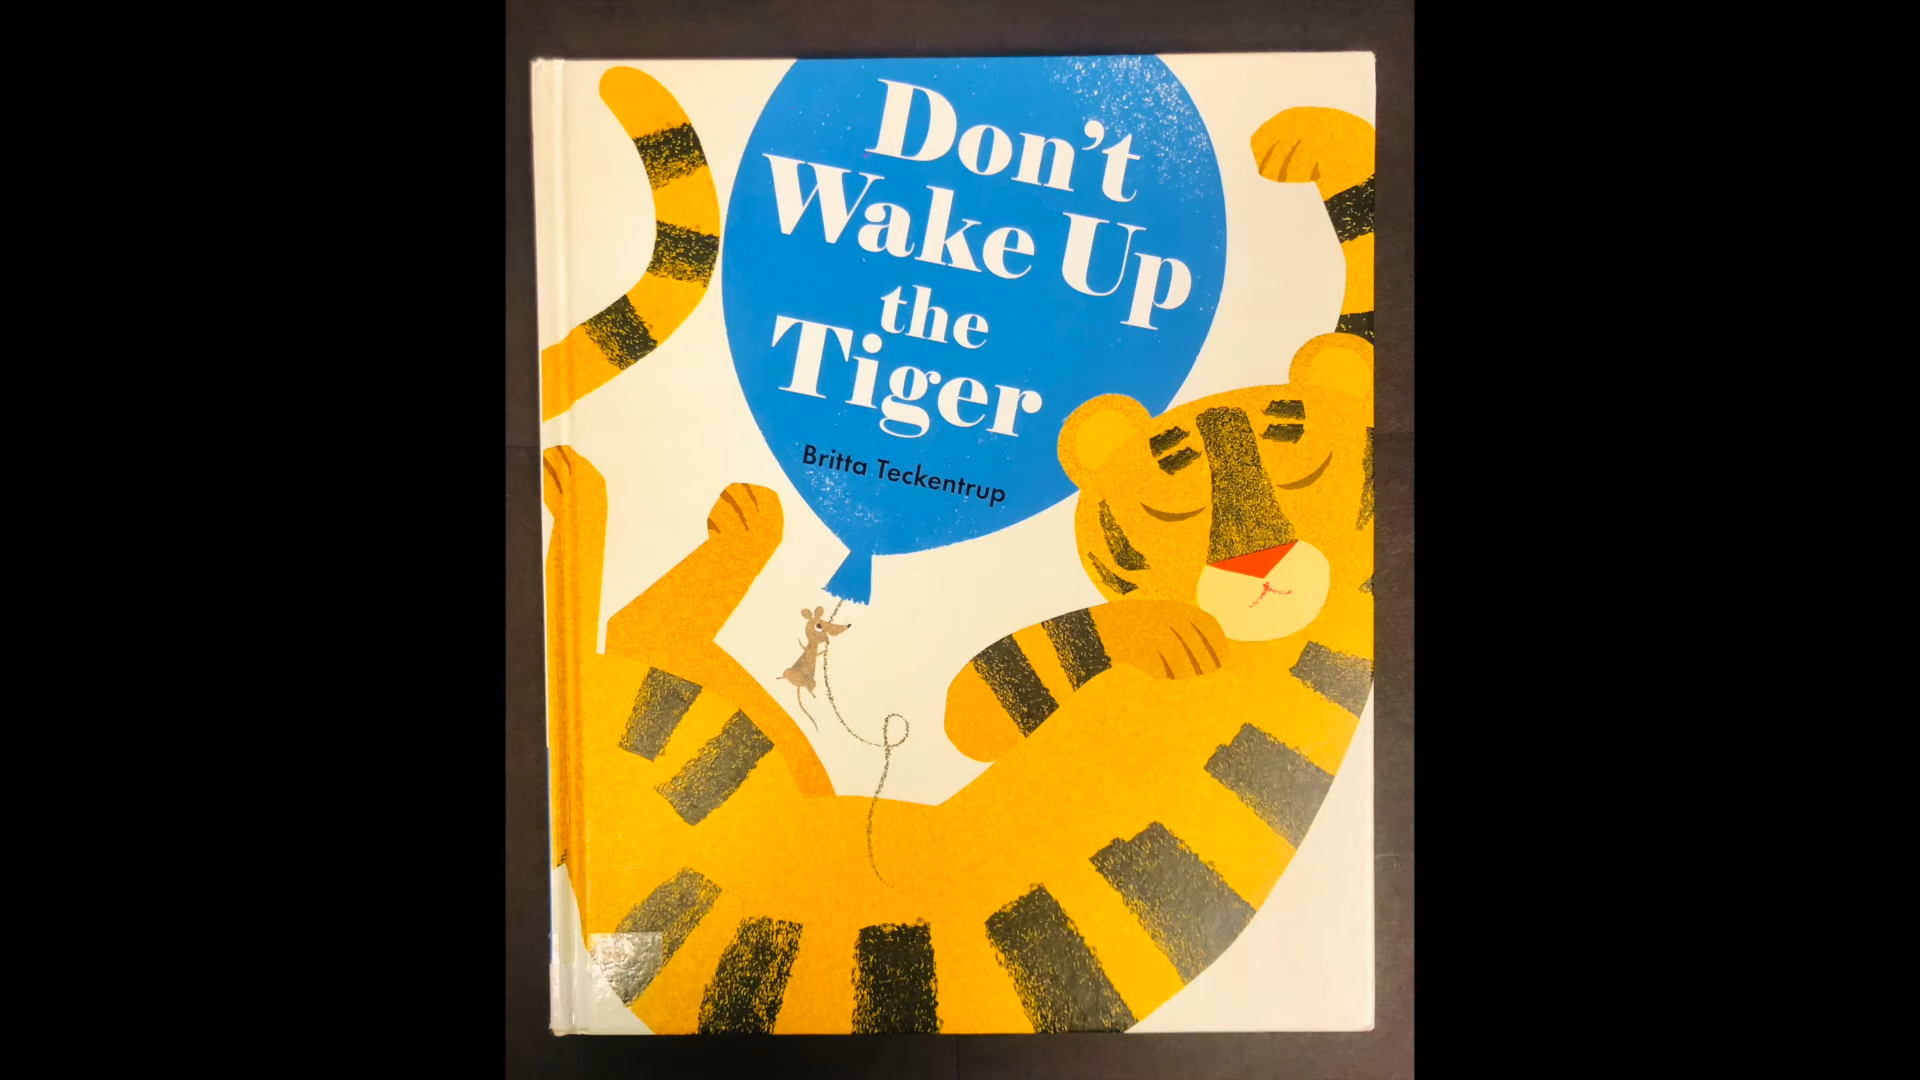 Don’t
Wake Up
the
Tiger
Britta Teckentrup